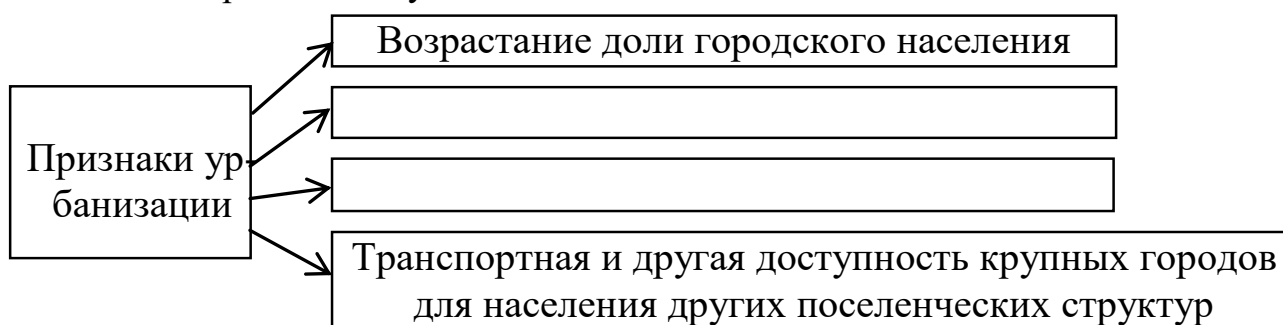 Возрастание доли городского населения
Признаки ур-
банизации
Транспортная и другая доступность крупных городов
для населения других поселенческих структур